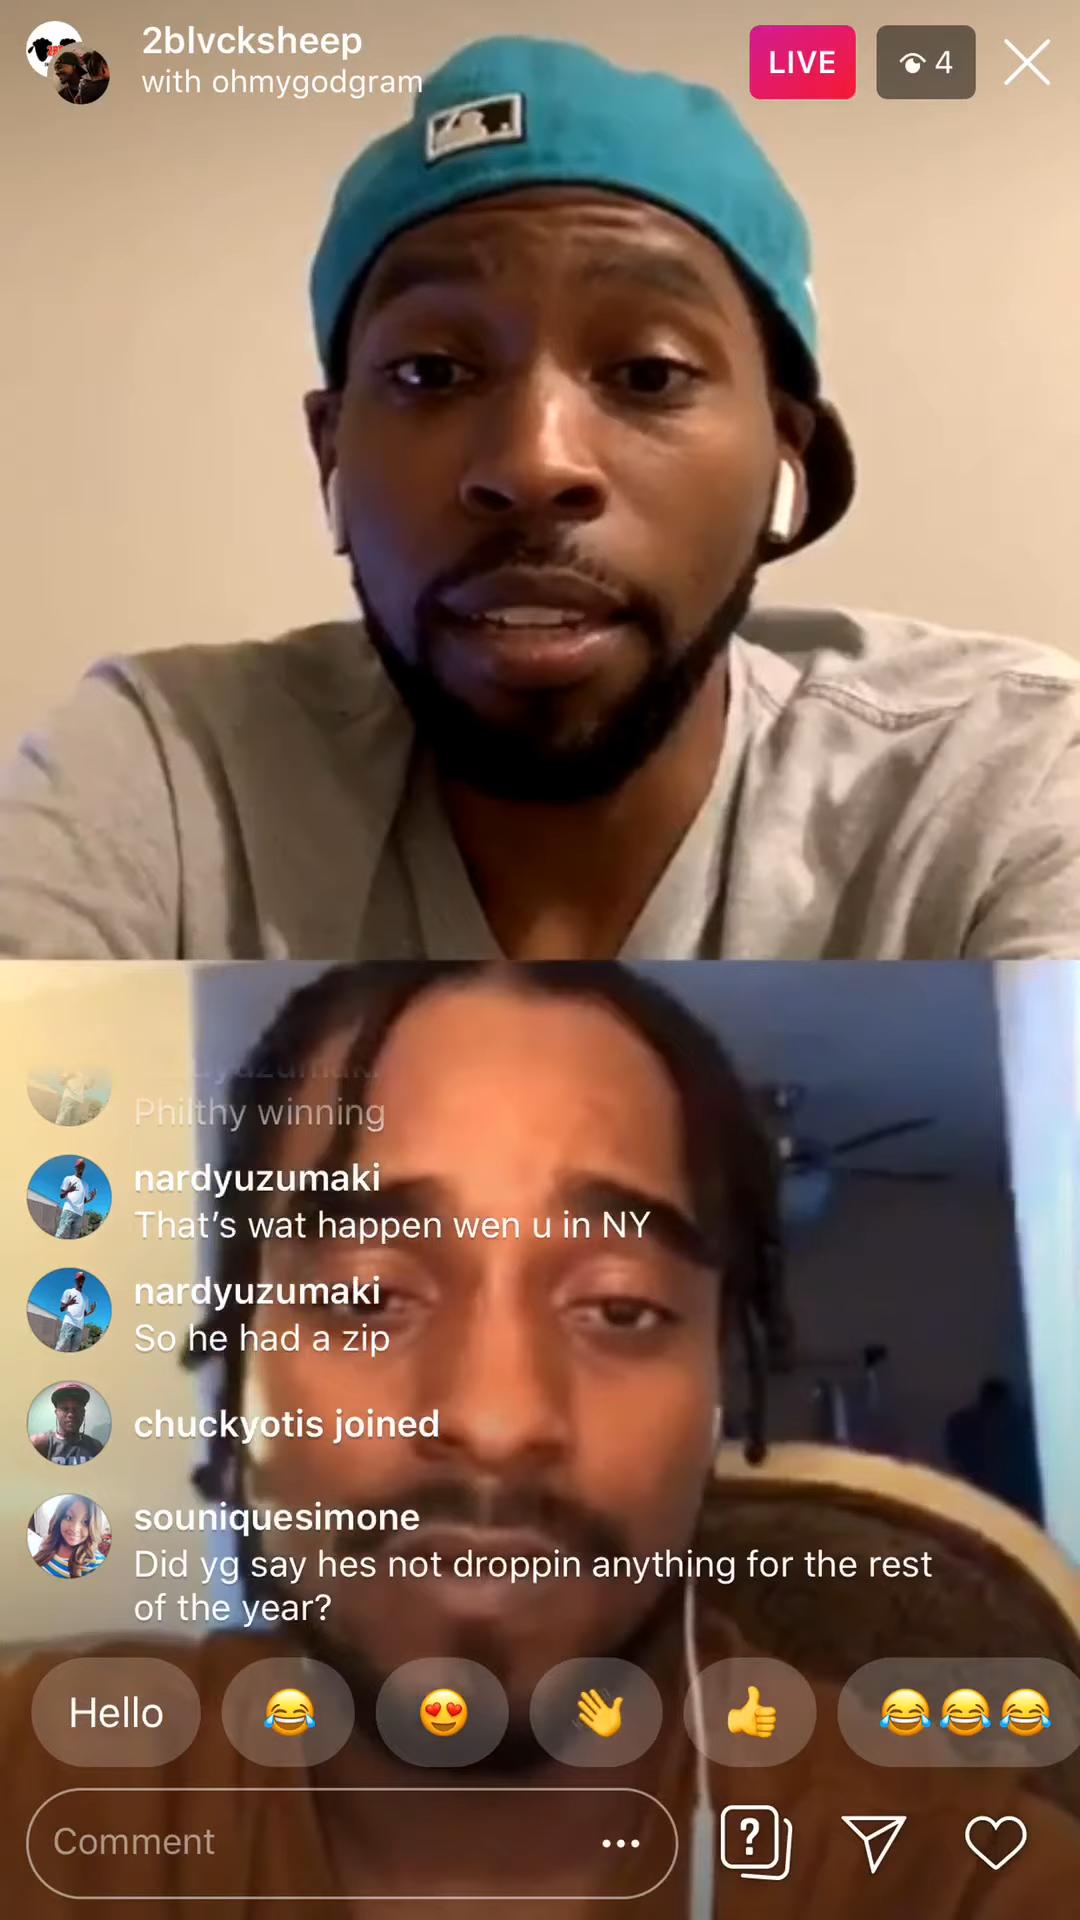 2blvcksheep
with ohmygodgram
LIVE
4
Philthy winning
nardyuzumaki
That's wat happen wen u in NY
nardyuzumaki
So he had a zip
chuckyotis joined
souniquesimone
Did yg say hes not droppin anything for the rest
of the year?
Hello
Comment